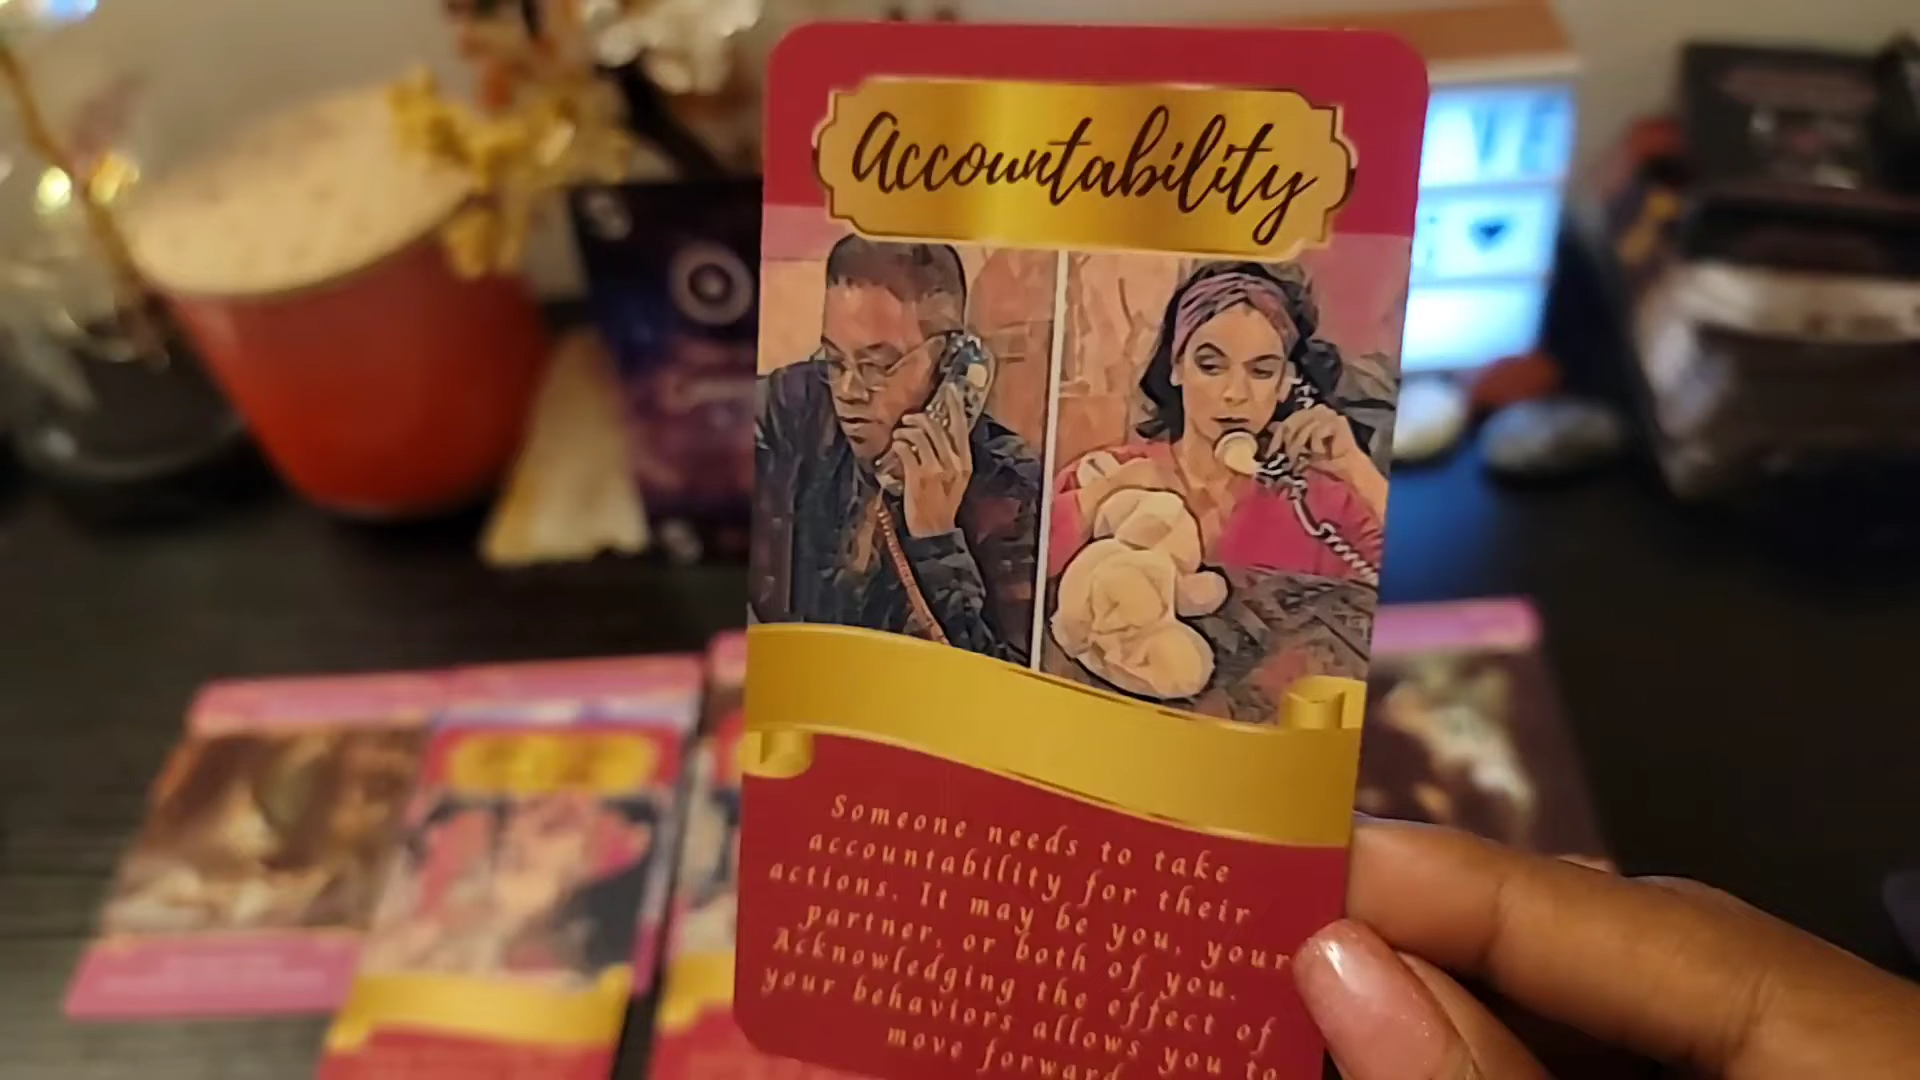 Accountability
Someone needs to take
accountability for their
actions. It may be you, your
partner, or both of you.
Acknowledging the effect of
your behaviors allows you to
move forward